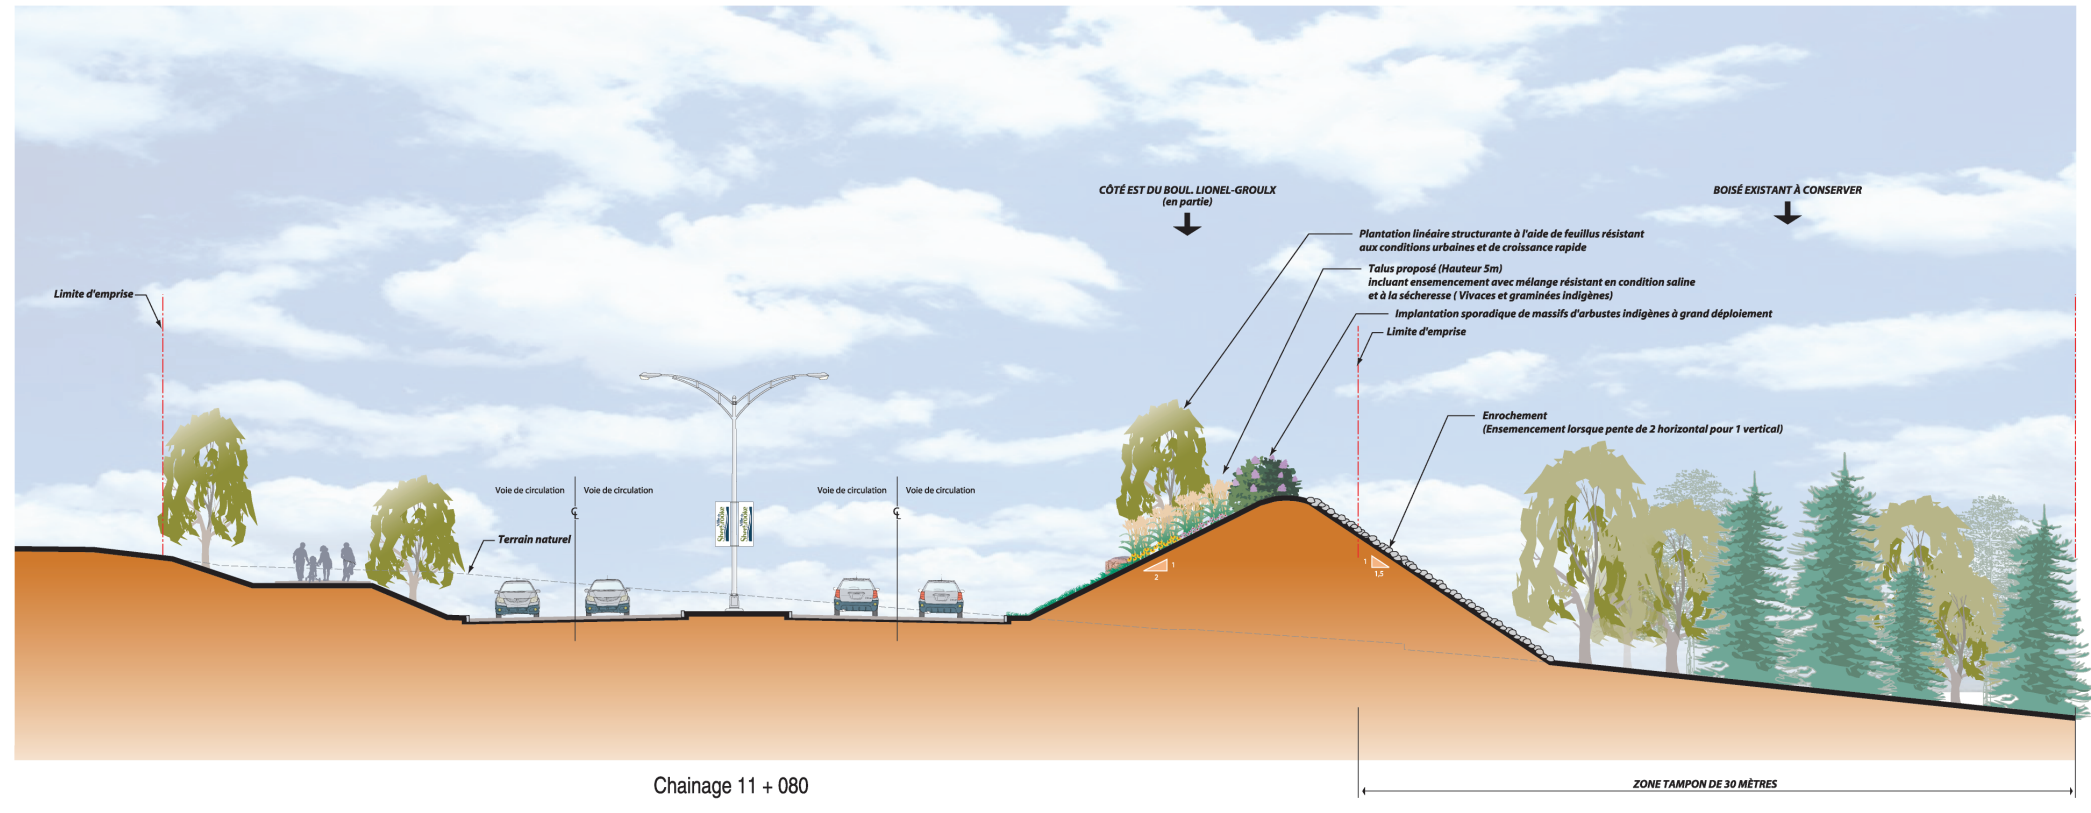 CÔTÉ EST DU BOUL. LIONEL-GROULX
(en partie)
BOISÉ EXISTANT À CONSERVER
Plantation linéaire structurante à l'aide de feuillus résistant
aux conditions urbaines et de croissance rapide
Talus proposé (Hauteur 5m)
incluant ensemencement avec mélange résistant en condition saline
et à la sécheresse ( Vivaces et graminées indigènes)
Implantation sporadique de massifs d'arbustes indigènes à grand déploiement
Limite d'emprise
Limite d'emprise
Enrochement
(Ensemencement lorsque pente de 2 horizontal pour 1 vertical)
Voie de circulation
Voie de circulation
Voie de circulation
Voie de circulation
Terrain naturel
Sherbrooke
Sherbrooke
1
2
1
1,5
Chainage 11 + 080
ZONE TAMPON DE 30 MÈTRES